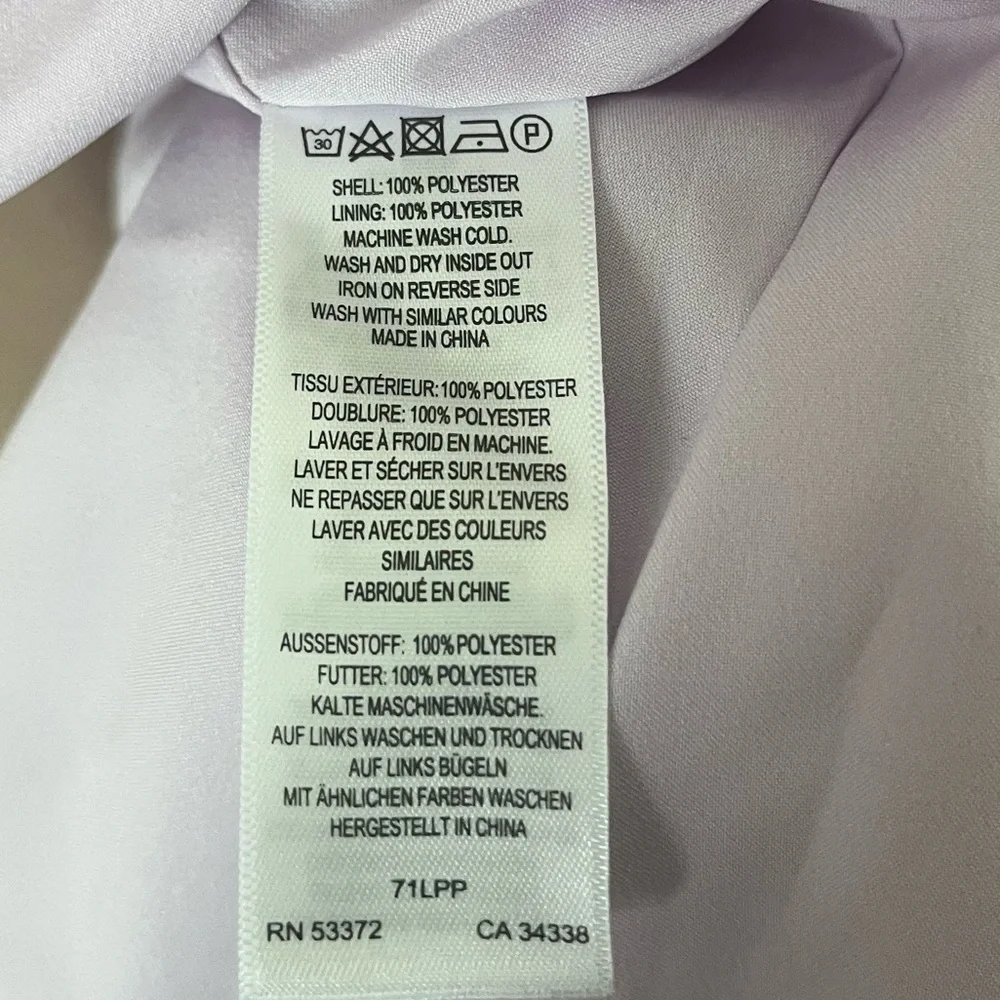 30 P
SHELL: 100% POLYESTER
LINING: 100% POLYESTER
MACHINE WASH COLD.
WASH AND DRY INSIDE OUT
IRON ON REVERSE SIDE
WASH WITH SIMILAR COLOURS
MADE IN CHINA
TISSU EXTÉRIEUR: 100% POLYESTER
DOUBLURE: 100% POLYESTER
LAVAGE À FROID EN MACHINE.
LAVER ET SÉCHER SUR L'ENVERS
NE REPASSER QUE SUR L'ENVERS
LAVER AVEC DES COULEURS
SIMILAIRES
FABRIQUÉ EN CHINE
AUSSENSTOFF: 100% POLYESTER
FUTTER: 100% POLYESTER
KALTE MASCHINENWÄSCHE.
AUF LINKS WASCHEN UND TROCKNEN
AUF LINKS BÜGELN
MIT ÄHNLICHEN FARBEN WASCHEN
HERGESTELLT IN CHINA
71LPP
RN 53372 CA 34338